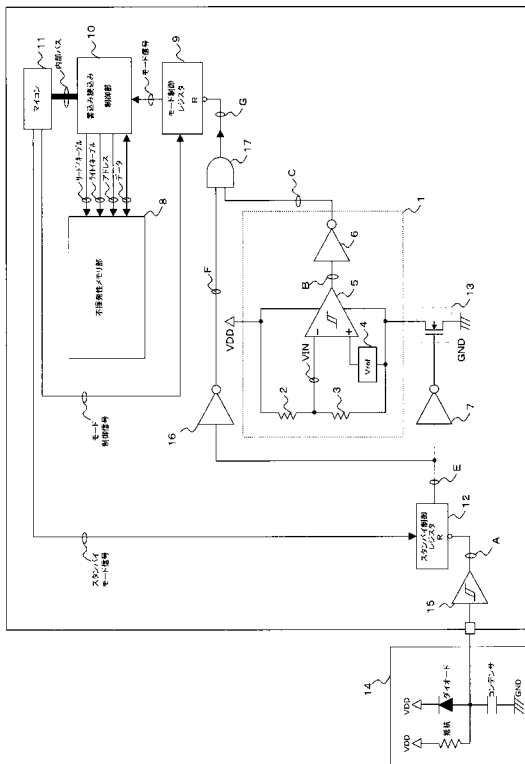 11
マイコン
内部バス
10
書込み読込み
制御部
モード信号
9
モード制御
レジスタ
R
G
リードイネーブル
ライトイネーブル
アドレス
データ
8
不揮発性メモリ部
17
C
F
1
6
B
5
VDD
VIN
4
Vref
2
3
13
GND
7
16
モード
制御信号
スタンバイ
モード信号
E
12
スタンバイ制御
レジスタ
R
A
15
14
VDD
VDD
ダイオード
抵抗
コンデンサ
GND